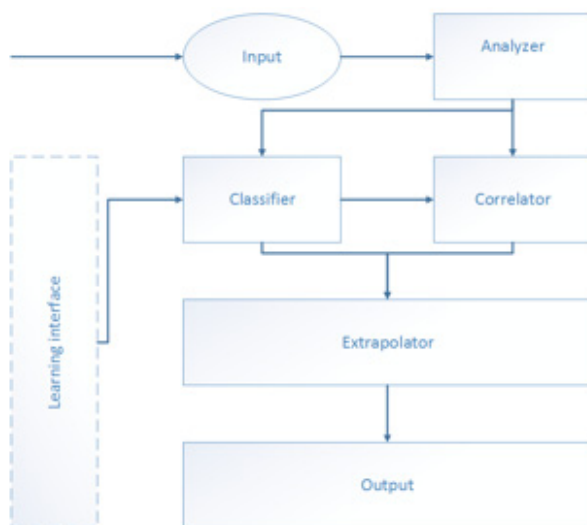 Input
Analyzer
Classifier
Correlator
Learning interface
Extrapolator
Output